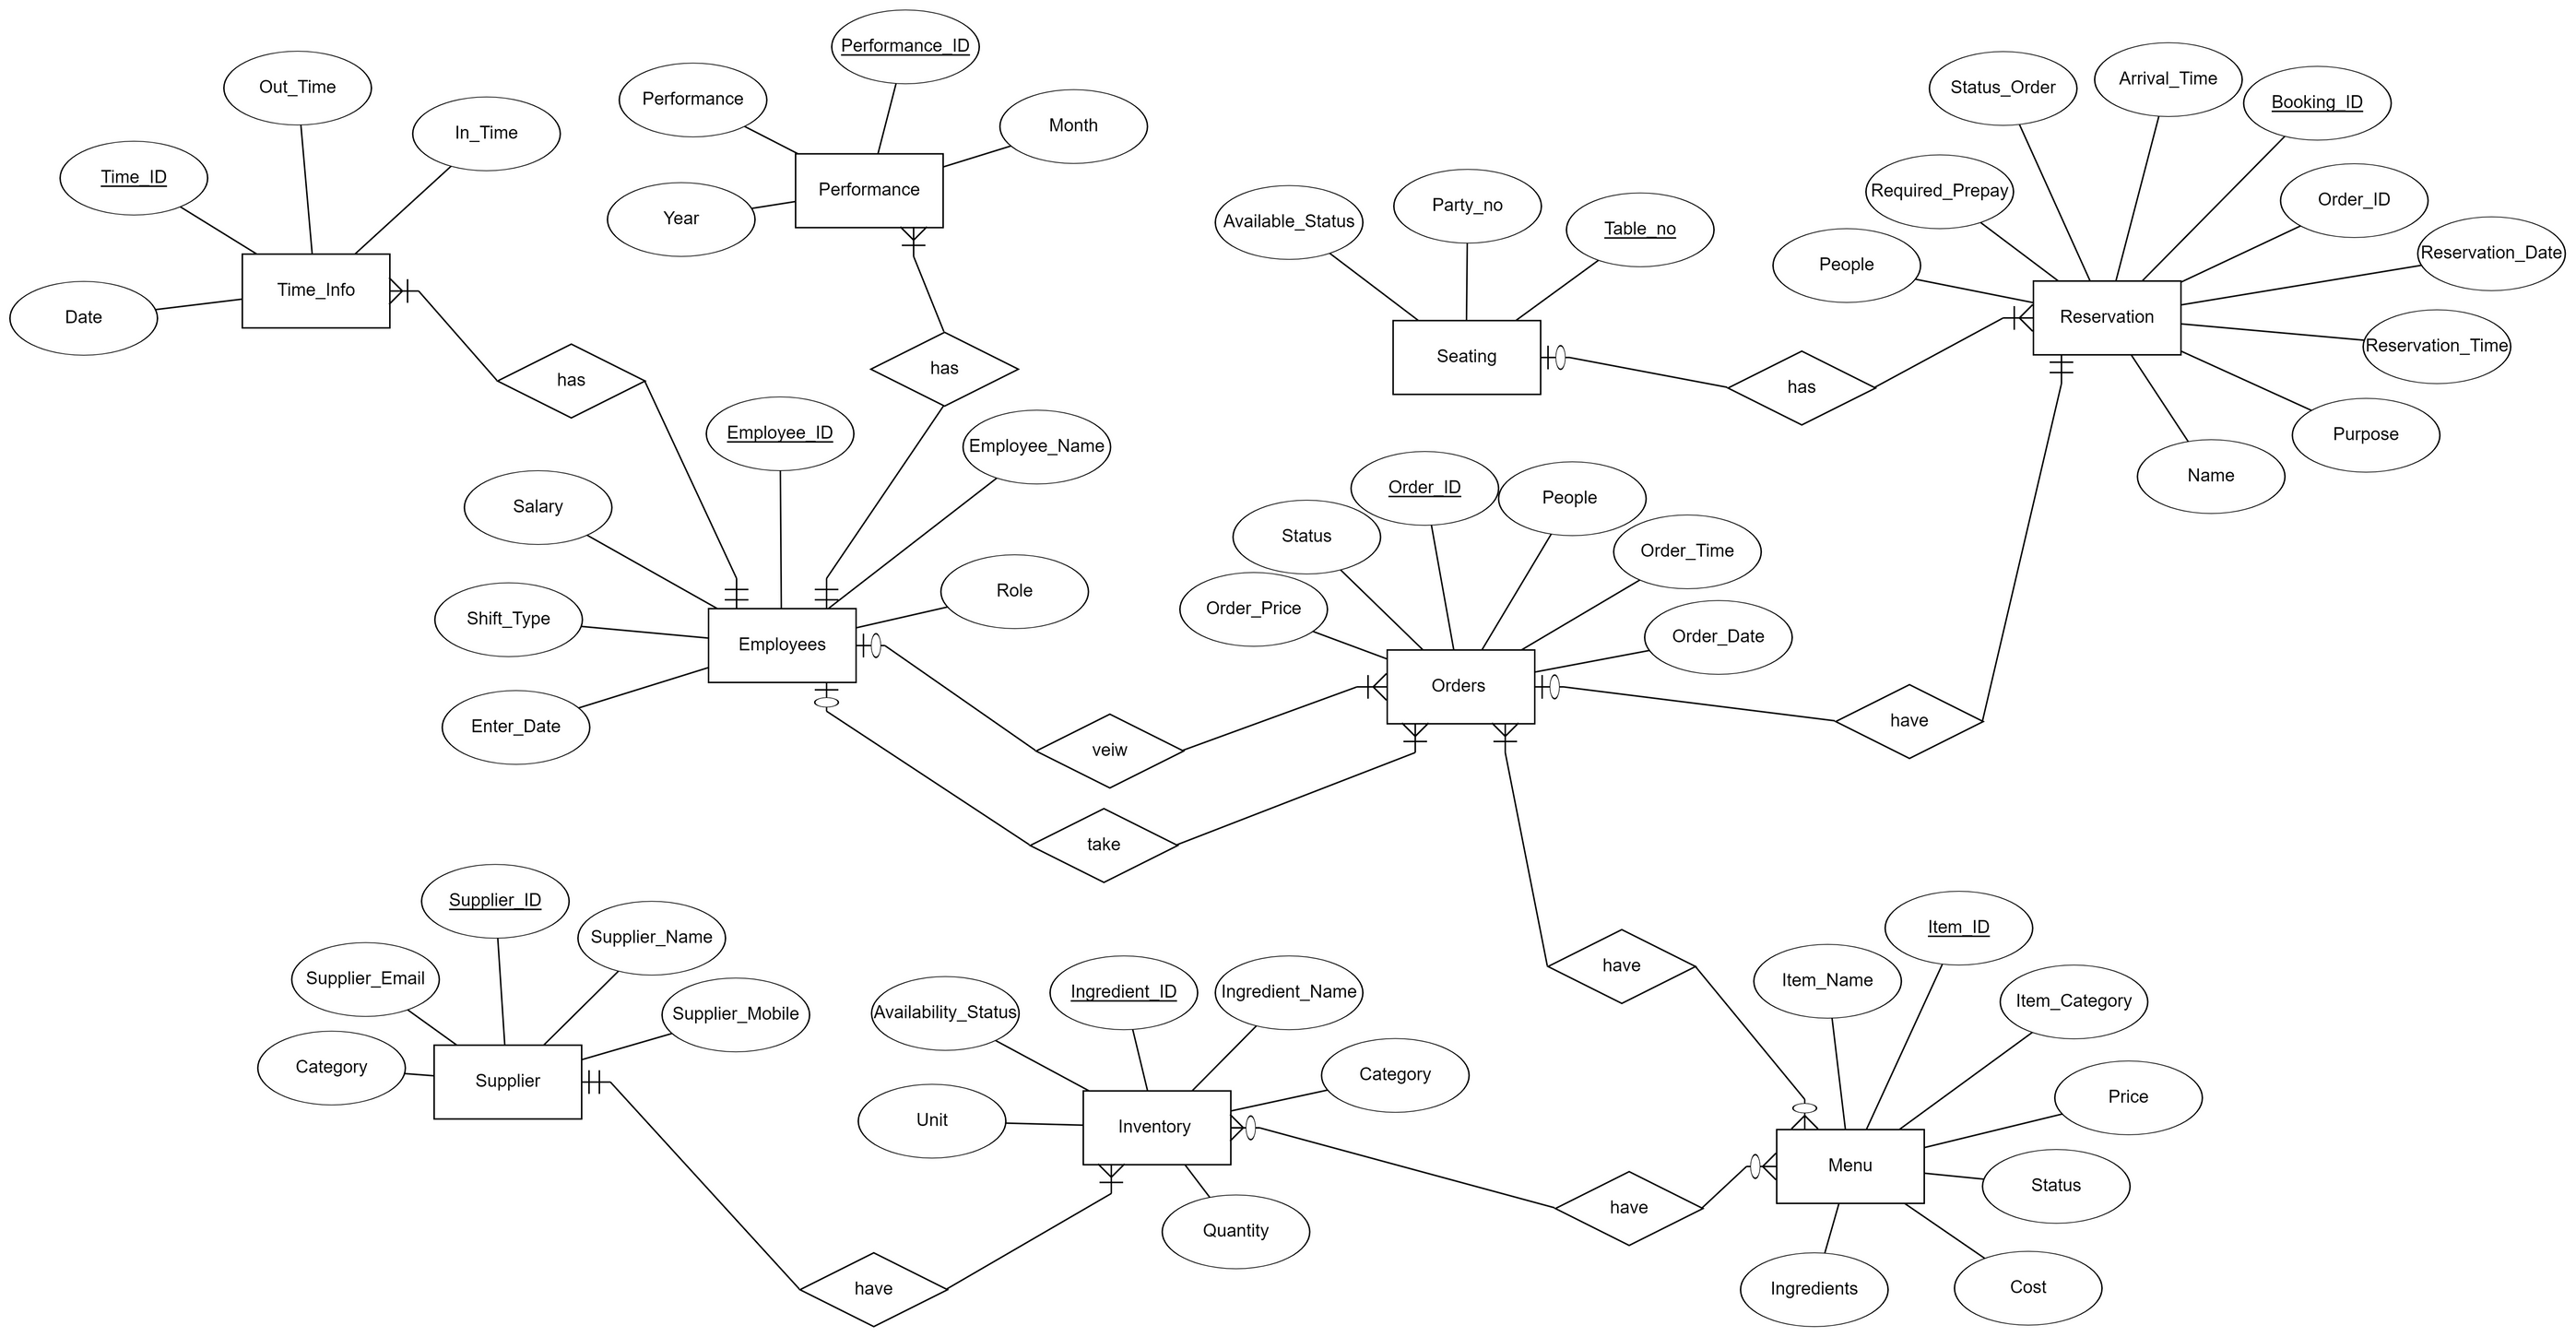 Performance_ID
Out_Time
Performance
Month
In_Time
Time_ID
Year
Performance
Time_Info
Date
has
has
Employee_ID
Employee_Name
Salary
Role
Shift_Type
Employees
Enter_Date
veiw
take
Status_Order
Arrival_Time
Booking_ID
Required_Prepay
Order_ID
Available_Status
Party_no
Table_no
People
Reservation_Date
Reservation
Reservation_Time
Seating
has
Purpose
Name
Order_ID
People
Status
Order_Time
Order_Price
Order_Date
Orders
have
Supplier_ID
Supplier_Name
Supplier_Email
Supplier_Mobile
Category
Supplier
Ingredient_ID
Ingredient_Name
Availability_Status
Category
Unit
Inventory
Quantity
have
have
Item_ID
Item_Name
Item_Category
Price
Menu
Status
have
Ingredients
Cost